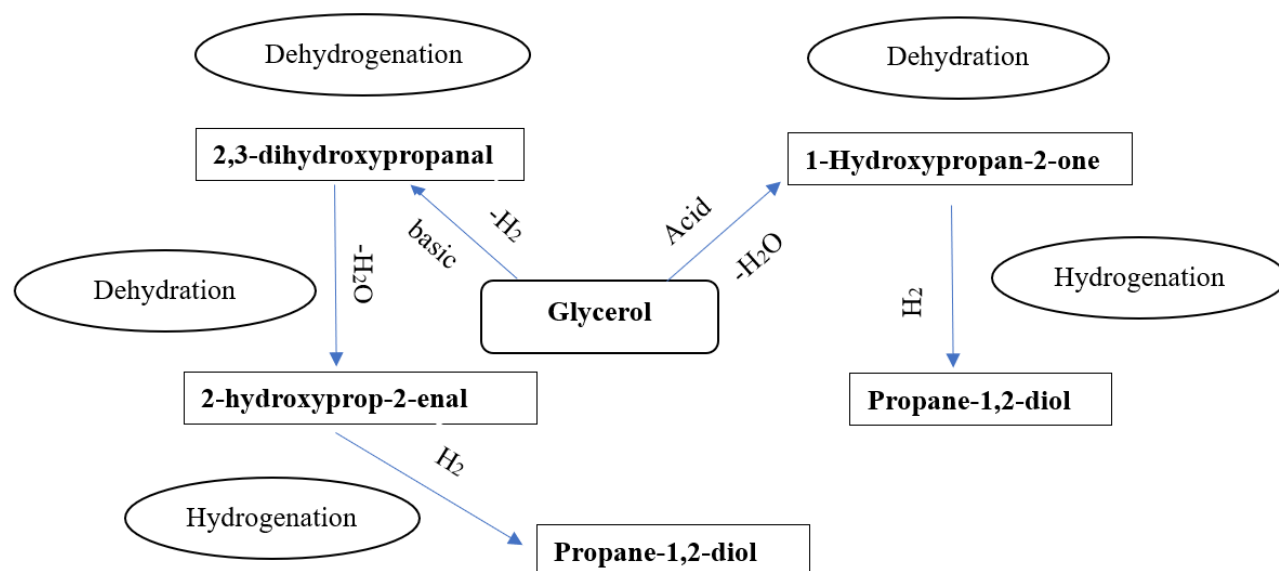 Dehydrogenation
Dehydration
2,3-dihydroxypropanal
1-Hydroxypropan-2-one
-H₂
basic
Acid
-H₂O
-H₂O
Dehydration
Glycerol
H₂
Hydrogenation
2-hydroxyprop-2-enal
Propane-1,2-diol
H₂
Hydrogenation
Propane-1,2-diol